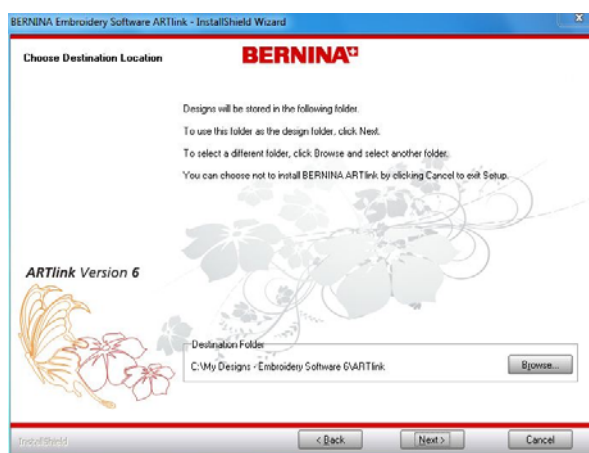 BERNINA Embroidery Software ARTlink - InstallShield Wizard
Choose Destination Location
BERNINA
Designs will be stored in the following folder.
To use this folder as the design folder, click Next.
To select a different folder, click Browse and select another folder.
You can choose not to install BERNINA ARTlink by clicking Cancel to exit Setup.
ARTlink Version 6
Destination Folder
C:\My Designs - Embroidery Software 6\ARTlink
Browse...
InstallShield
< Back
Next >
Cancel